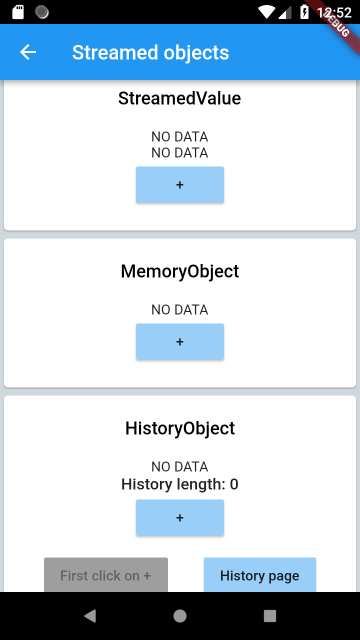 12:52
DEBUG
Streamed objects
StreamedValue
NO DATA
NO DATA
+
MemoryObject
NO DATA
+
HistoryObject
NO DATA
History length: 0
+
First click on +
History page